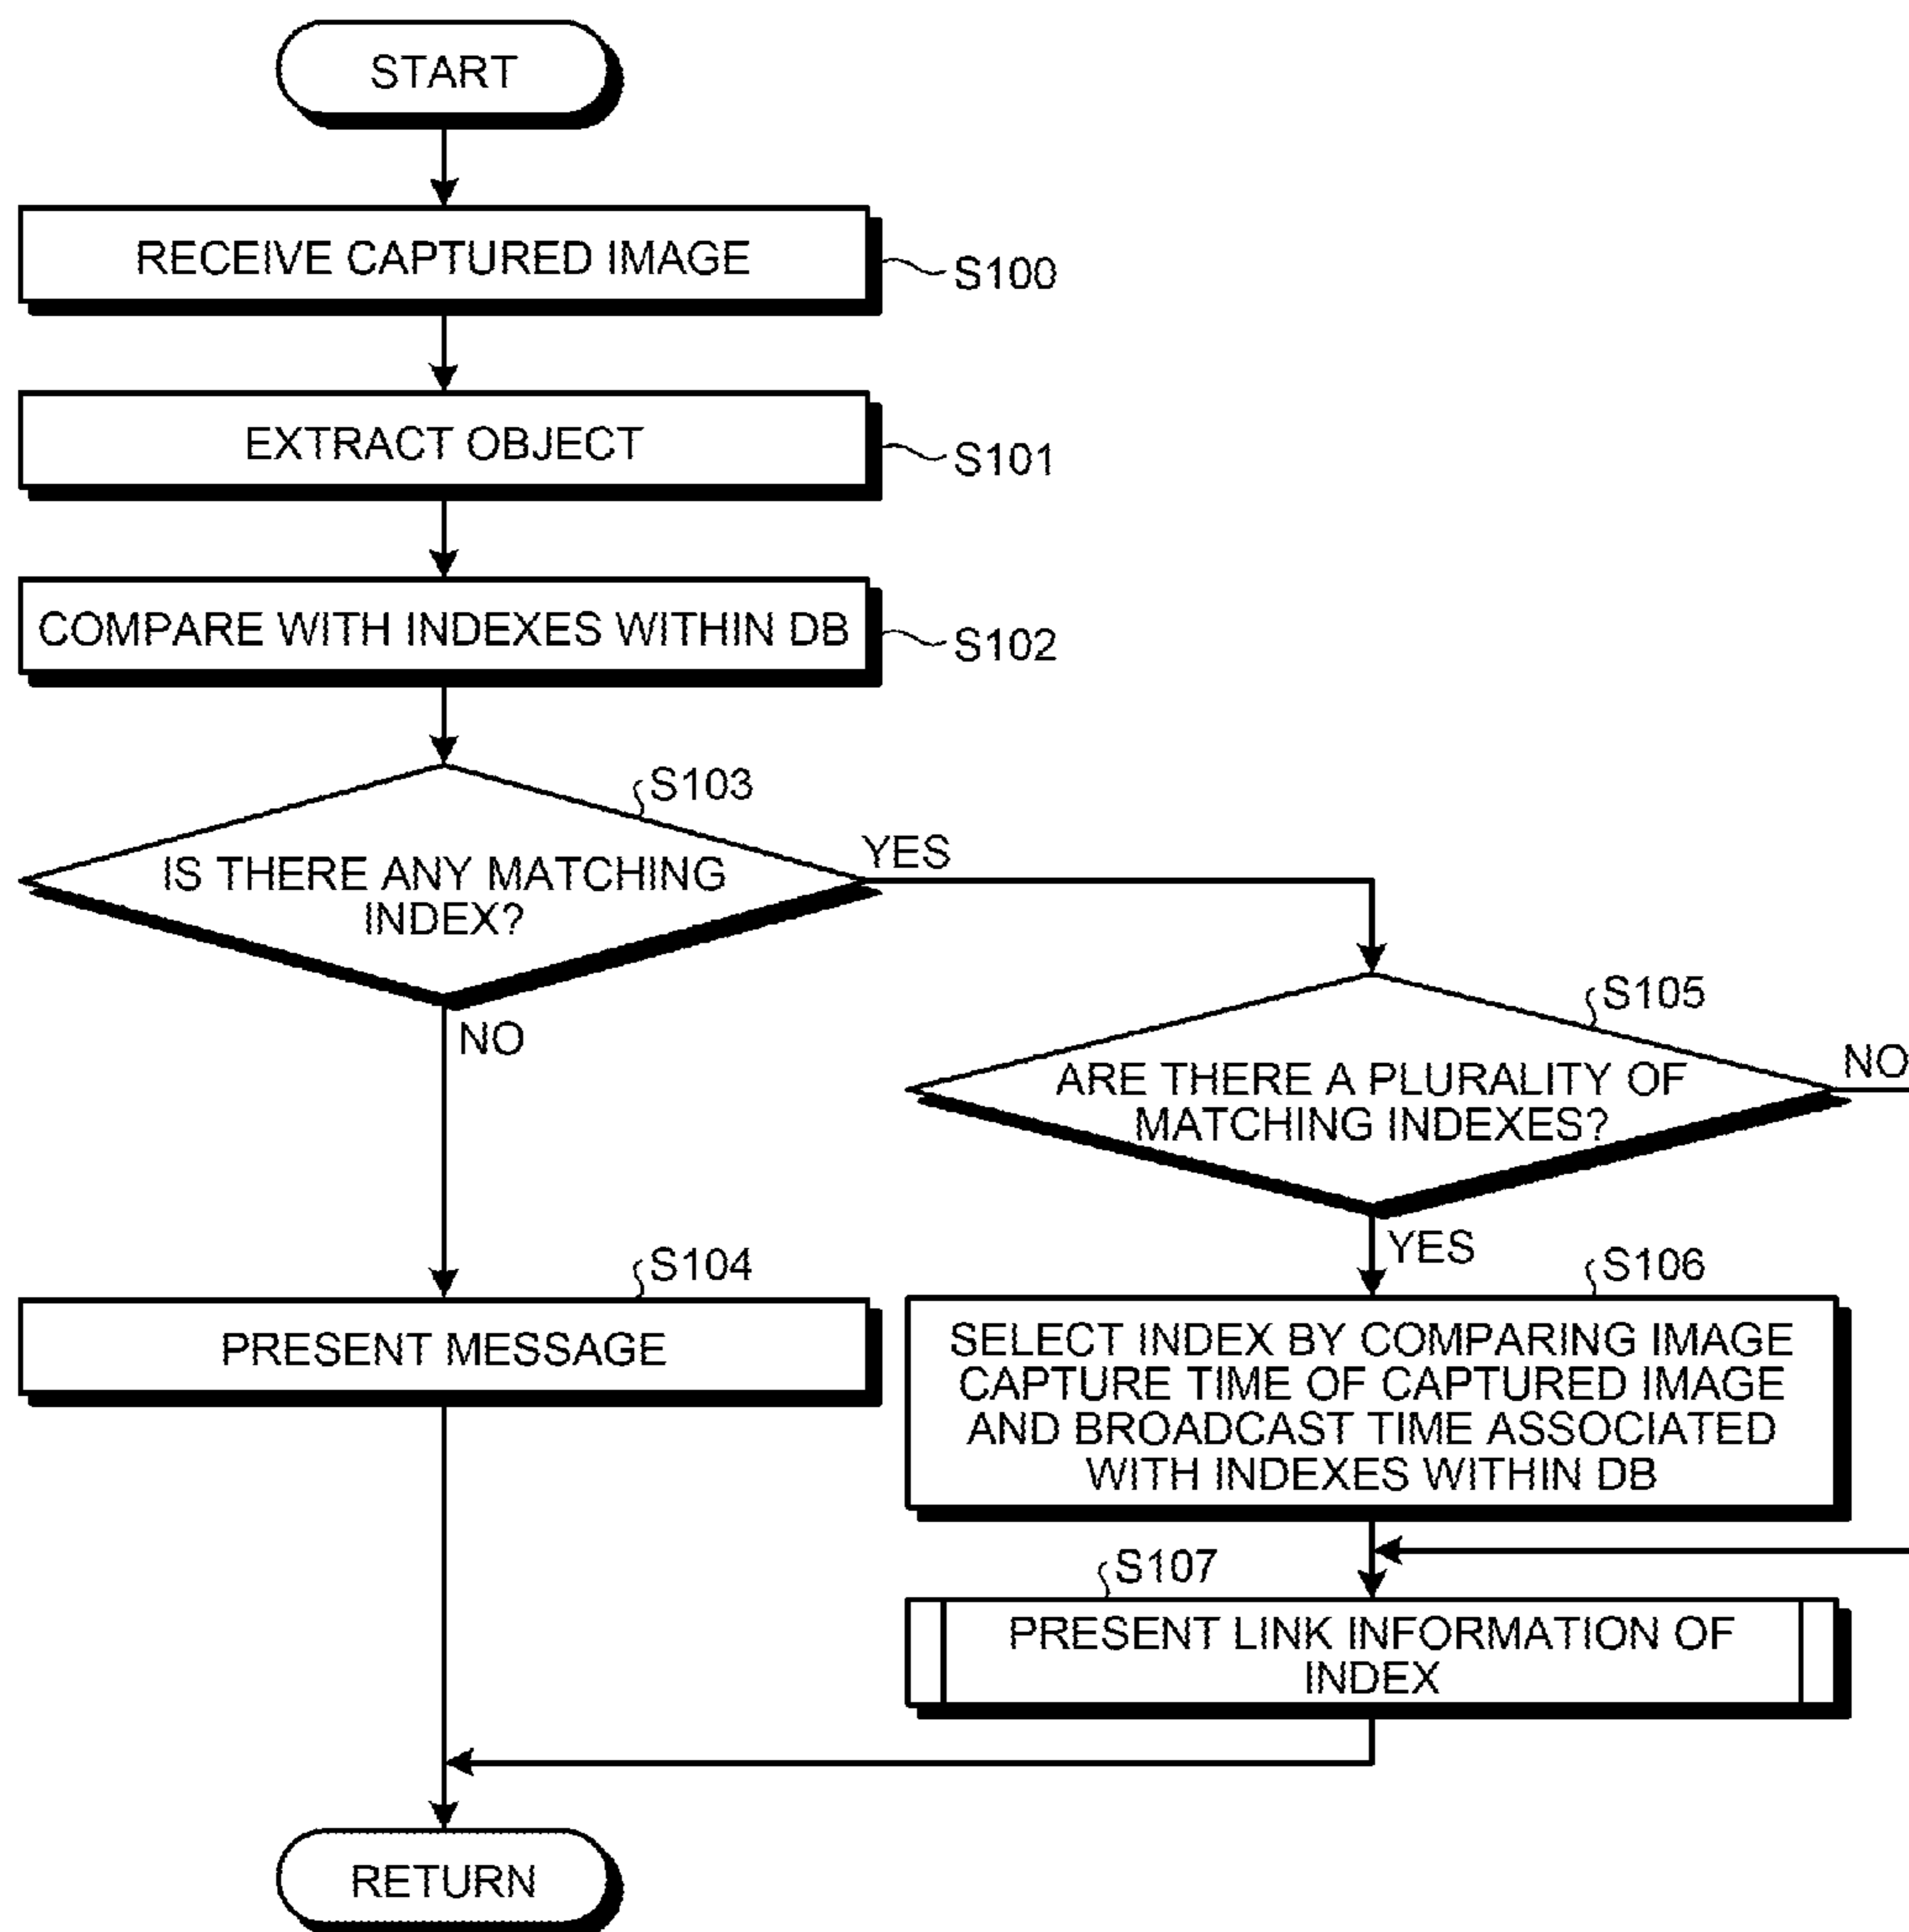 START
RECEIVE CAPTURED IMAGE
S100
EXTRACT OBJECT
S101
COMPARE WITH INDEXES WITHIN DB
S102
S103
IS THERE ANY MATCHING
INDEX?
YES
NO
S105
ARE THERE A PLURALITY OF
MATCHING INDEXES?
NO
YES
S104
PRESENT MESSAGE
S106
SELECT INDEX BY COMPARING IMAGE
CAPTURE TIME OF CAPTURED IMAGE
AND BROADCAST TIME ASSOCIATED
WITH INDEXES WITHIN DB
S107
PRESENT LINK INFORMATION OF
INDEX
RETURN